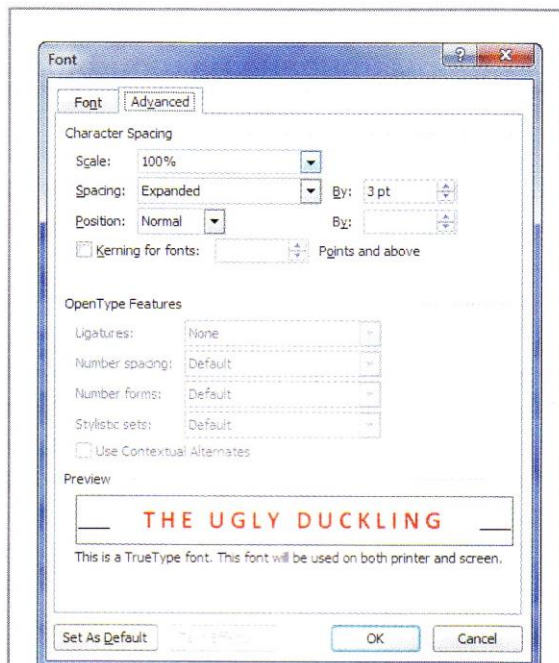 Font
Font Advanced
Character Spacing
Scale: 100%
Spacing: Expanded By: 3 pt
Position: Normal By:
Kerning for fonts: Points and above
OpenType Features
Ligatures: None
Number spacing: Default
Number forms: Default
Stylistic sets: Default
Use Contextual Alternates
Preview
THE UGLY DUCKLING
This is a TrueType font. This font will be used on both printer and screen.
Set As Default OK Cancel